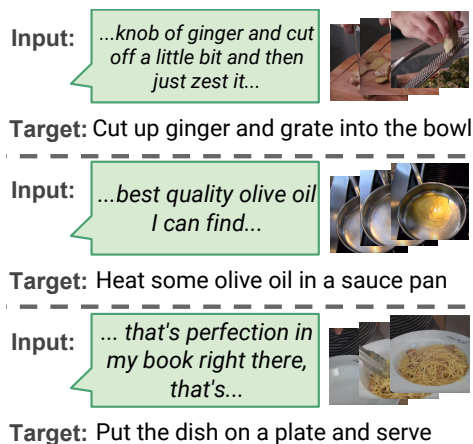 Input:
...knob of ginger and cut
off a little bit and then
just zest it...
Target: Cut up ginger and grate into the bowl
Input:
...best quality olive oil
I can find...
Target: Heat some olive oil in a sauce pan
Input:
... that's perfection in
my book right there,
that's...
Target: Put the dish on a plate and serve